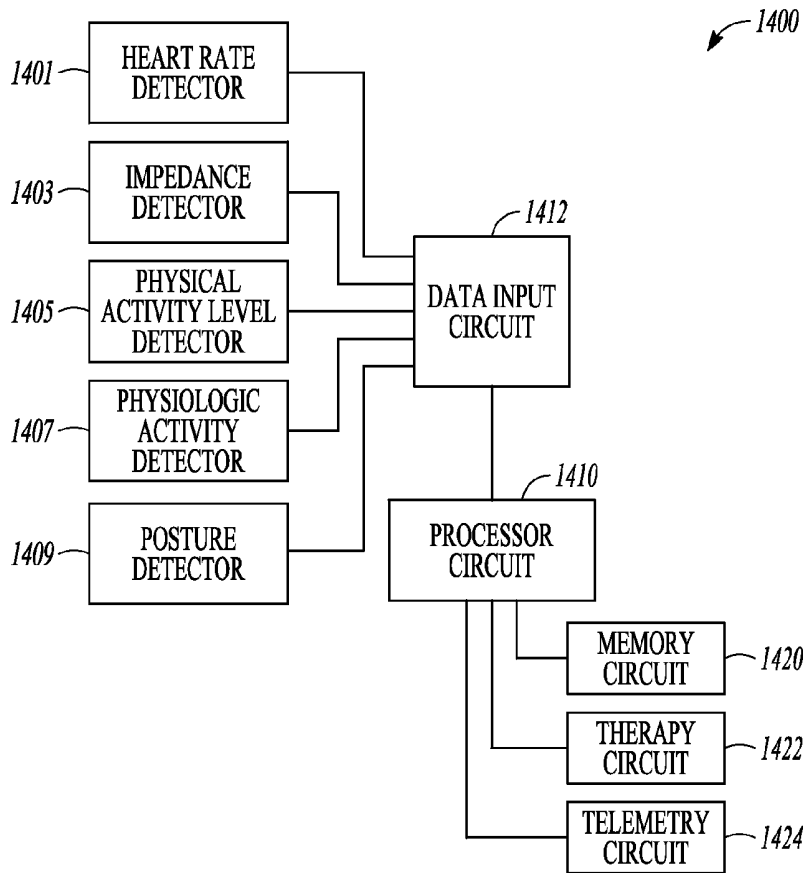 1400
1401
HEART RATE
DETECTOR
1403
IMPEDANCE
DETECTOR
1405
PHYSICAL
ACTIVITY LEVEL
DETECTOR
1407
PHYSIOLOGIC
ACTIVITY
DETECTOR
1409
POSTURE
DETECTOR
1412
DATA INPUT
CIRCUIT
1410
PROCESSOR
CIRCUIT
MEMORY
CIRCUIT
1420
THERAPY
CIRCUIT
1422
TELEMETRY
CIRCUIT
1424